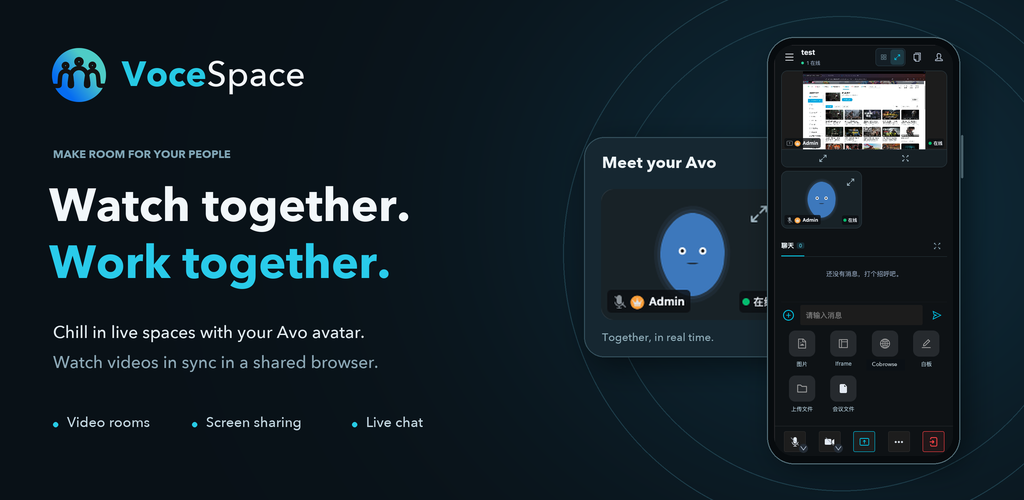 VoceSpace
MAKE ROOM FOR YOUR PEOPLE
Watch together.
Work together.
Chill in live spaces with your Avo avatar.
Watch videos in sync in a shared browser.
Video rooms
Screen sharing
Live chat
Meet your Avo
Admin
Together, in real time.
test
1 在线
Admin
在线
Admin
在线
聊天 0
还没有消息，打个招呼吧。
请输入消息
图片
iframe
Cobrowse
白板
上传文件
会议文件